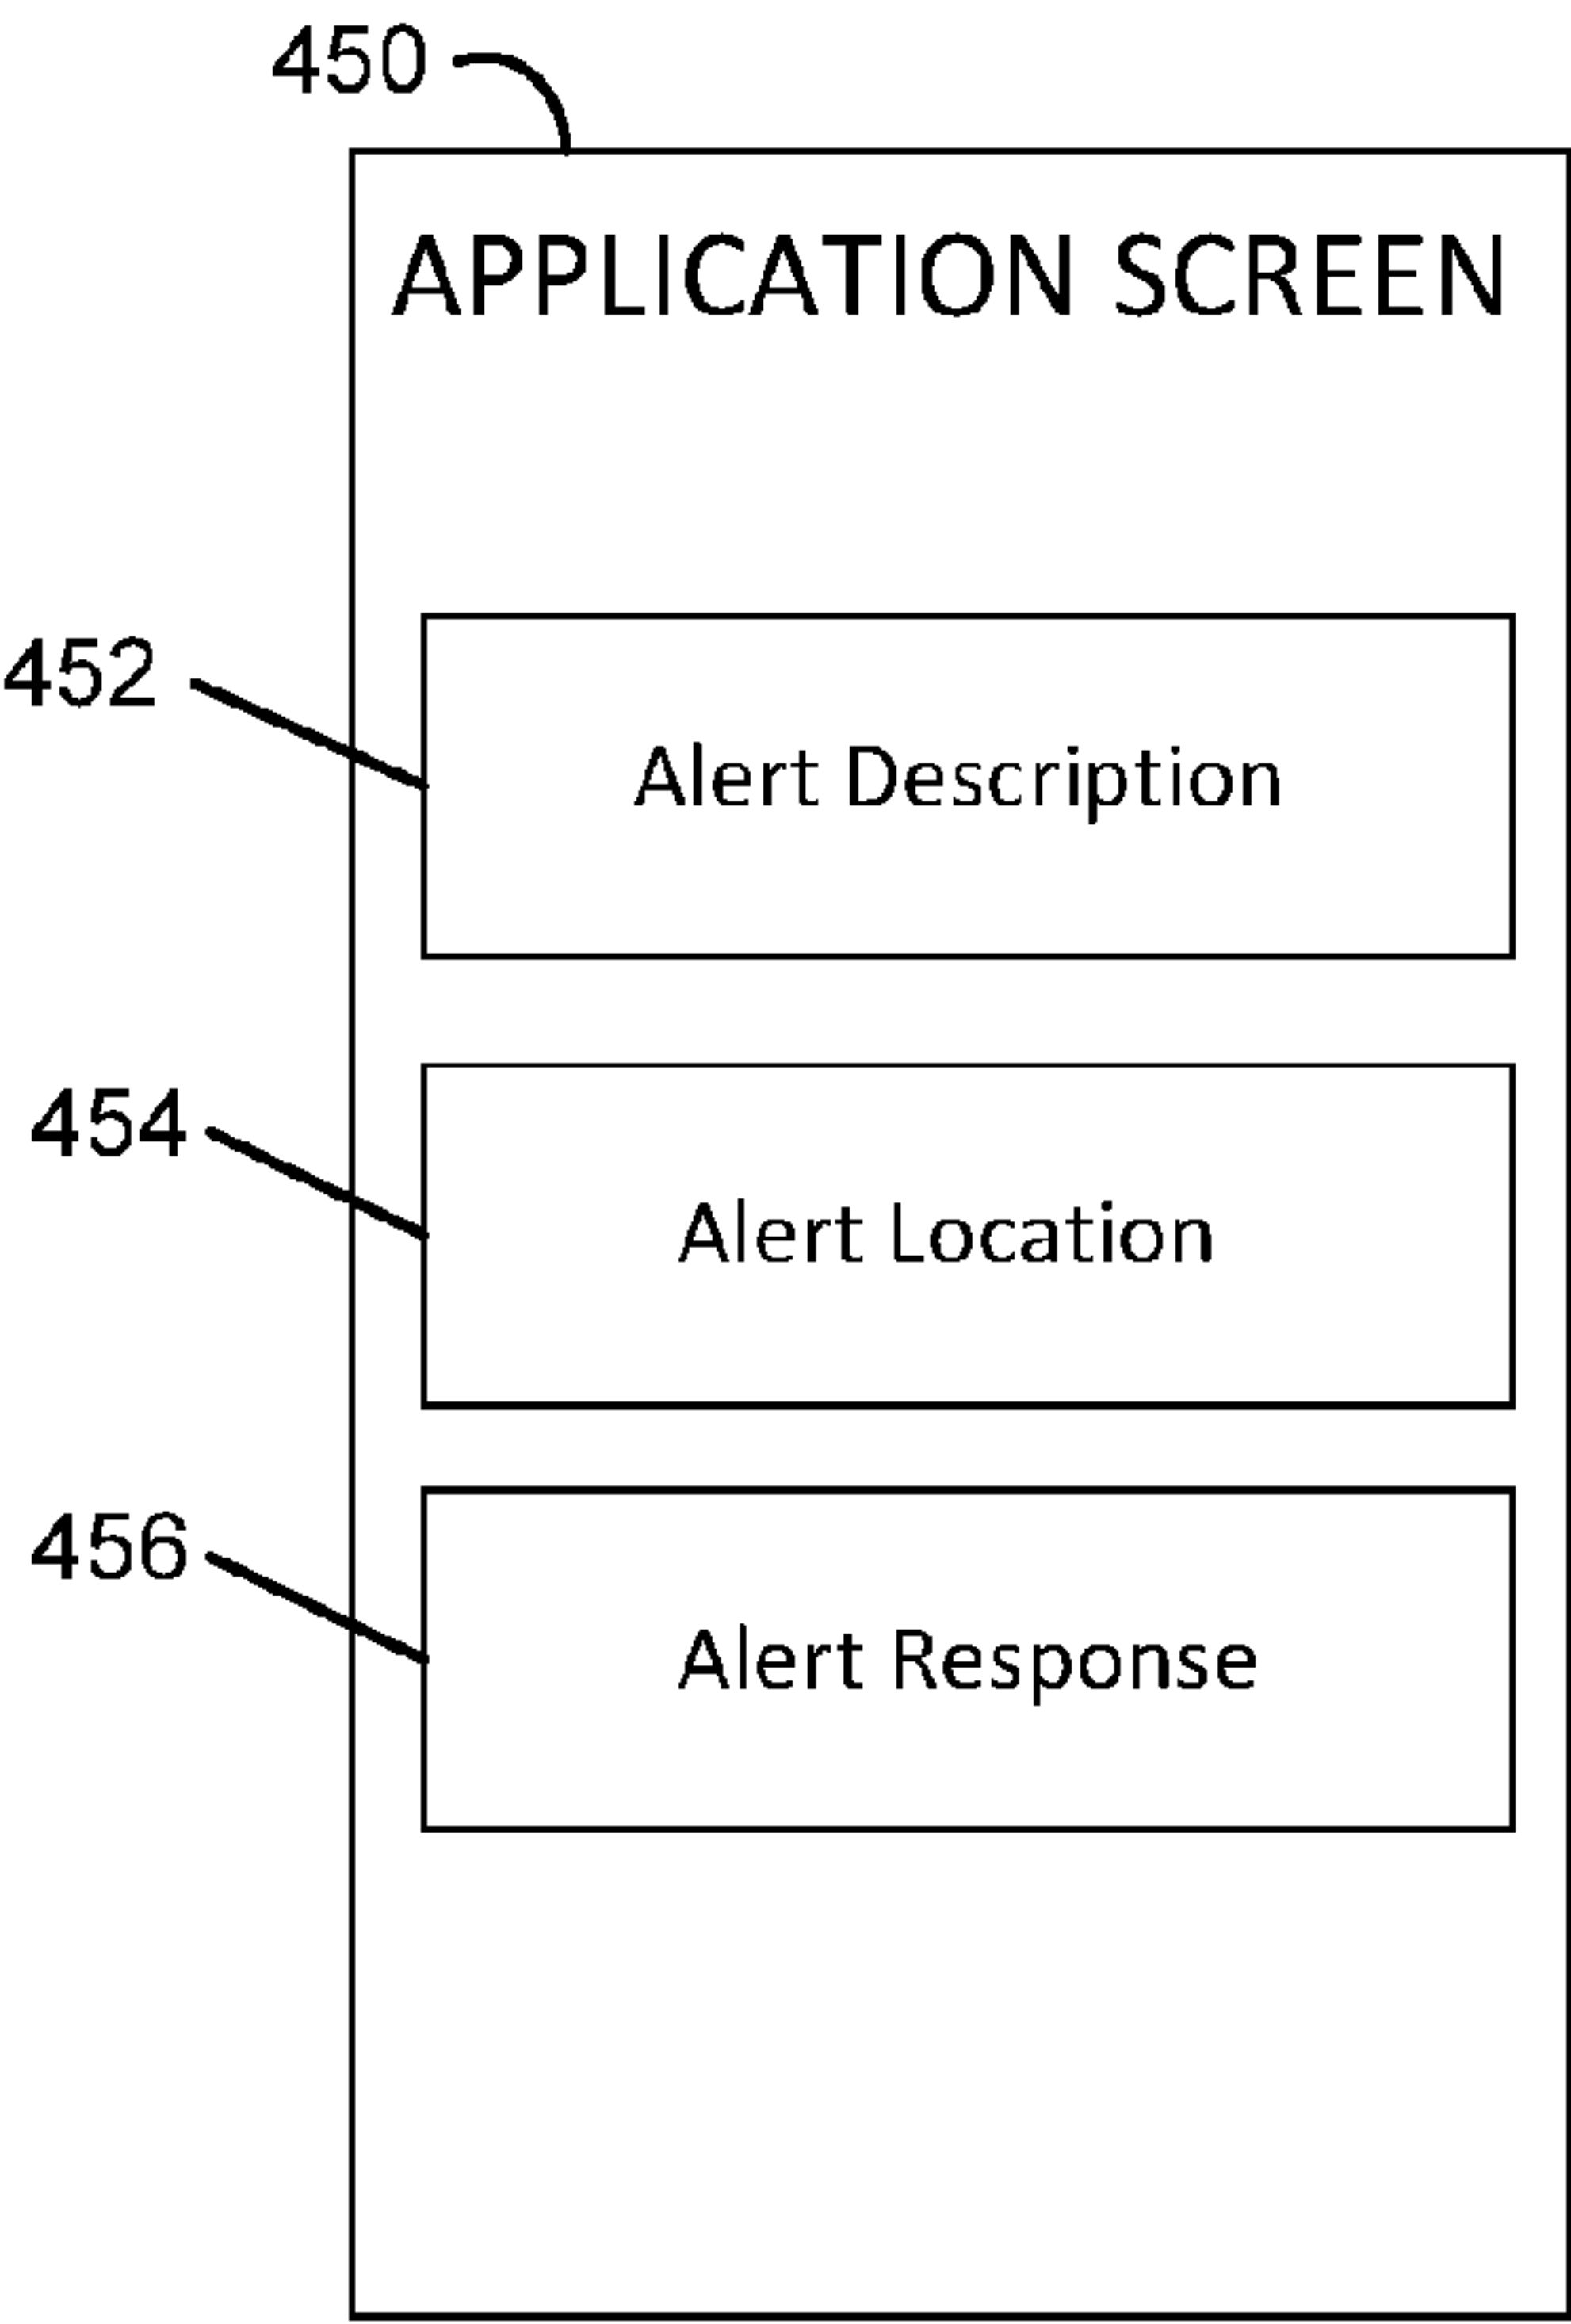 450
APPLICATION SCREEN
452
Alert Description
454
Alert Location
456
Alert Response